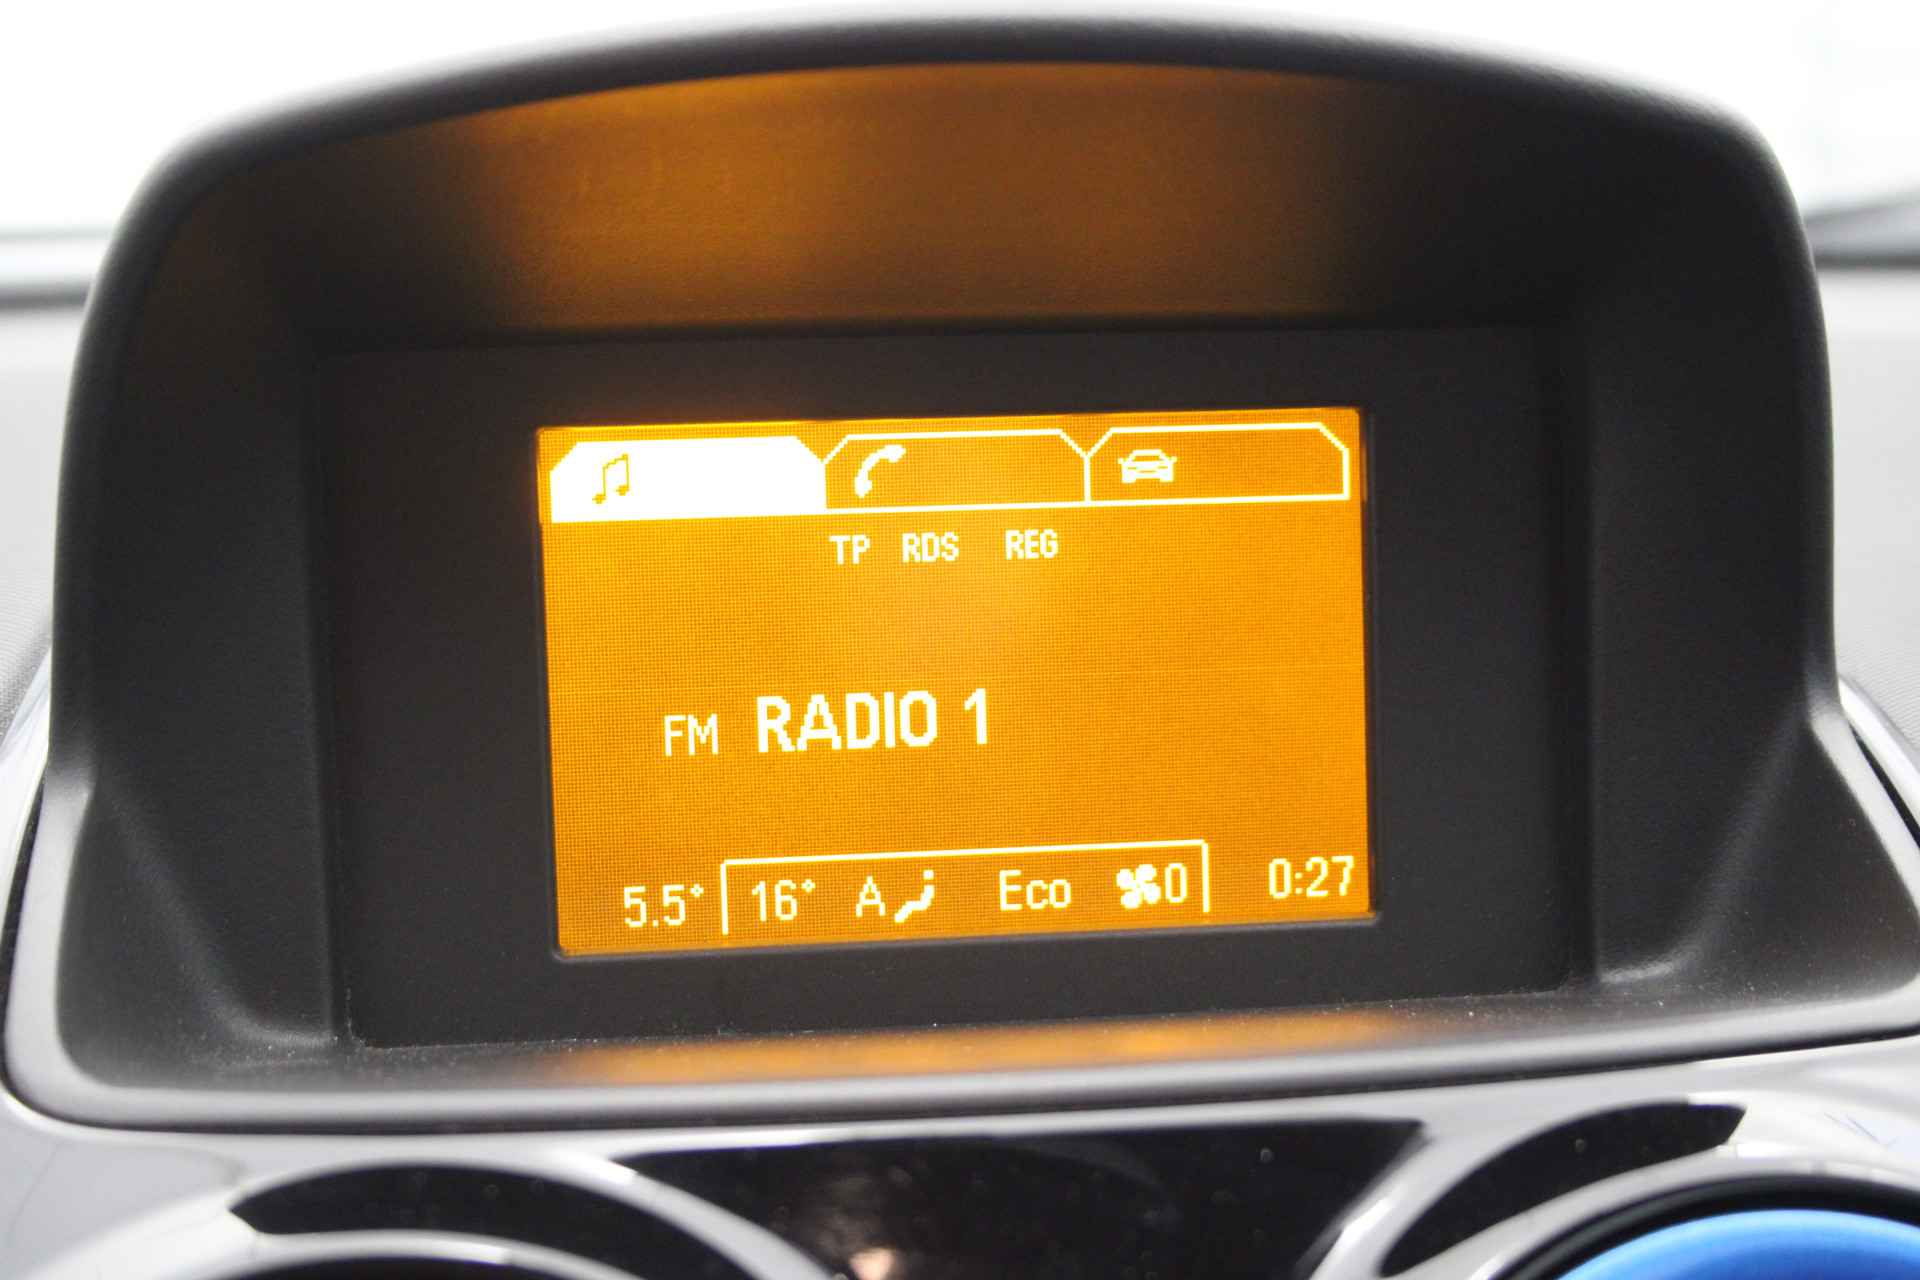 TP RDS REG
FM RADIO 1
5.5° 16° A Eco 0 0:27